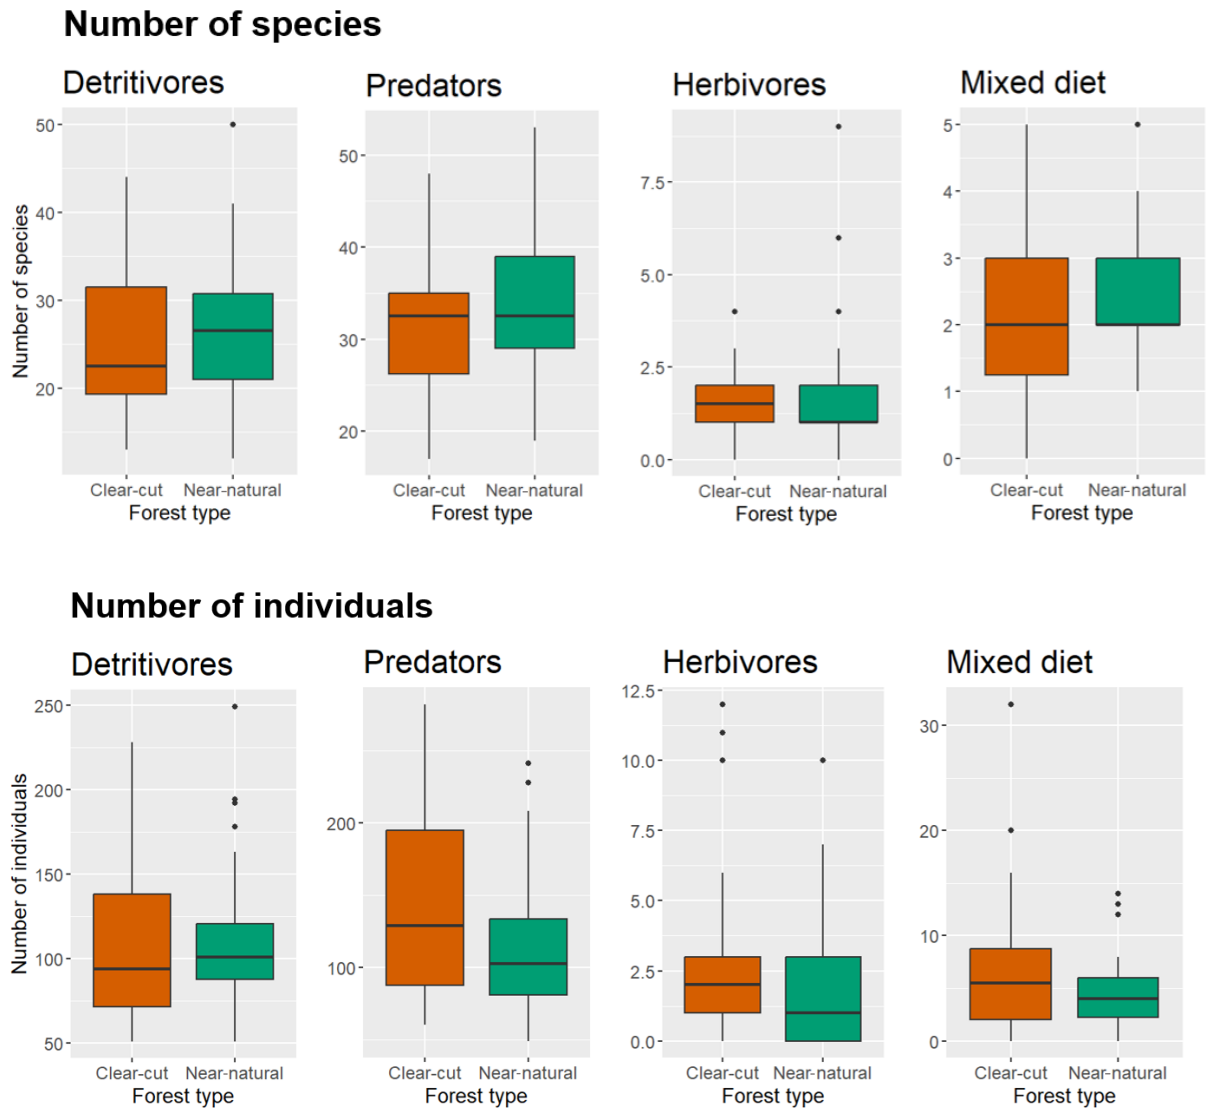 Number of species
Detritivores
Predators
Herbivores
Mixed diet
Number of species
50
40
30
20
50
40
30
20
7.5
5.0
2.5
0.0
5
4
3
2
1
0
Clear-cut Near-natural
Forest type
Clear-cut Near-natural
Forest type
Clear-cut Near-natural
Forest type
Clear-cut Near-natural
Forest type
Number of individuals
Detritivores
Predators
Herbivores
Mixed diet
Number of individuals
250
200
150
100
50
200
100
12.5
10.0
7.5
5.0
2.5
0.0
30
20
10
0
Clear-cut Near-natural
Forest type
Clear-cut Near-natural
Forest type
Clear-cut Near-natural
Forest type
Clear-cut Near-natural
Forest type